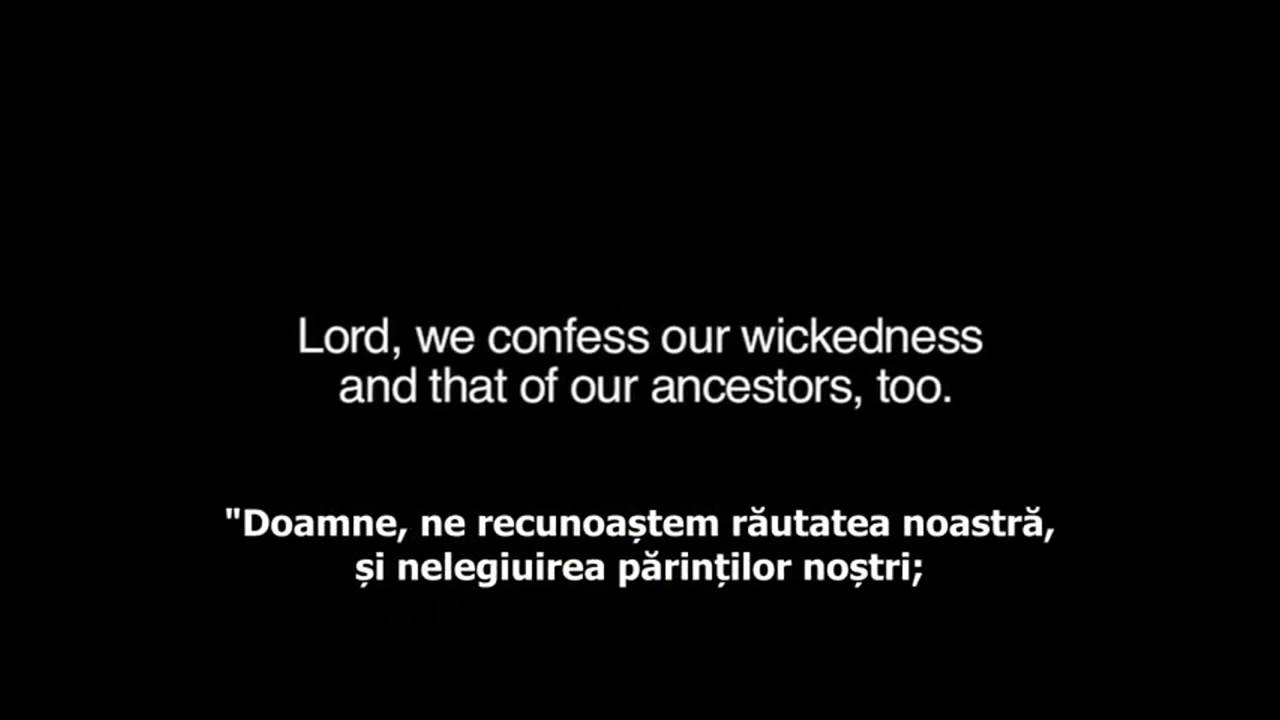 Lord, we confess our wickedness
and that of our ancestors, too.
"Doamne, ne recunoaștem răutatea noastră,
și nelegiuirea părinților noștri;